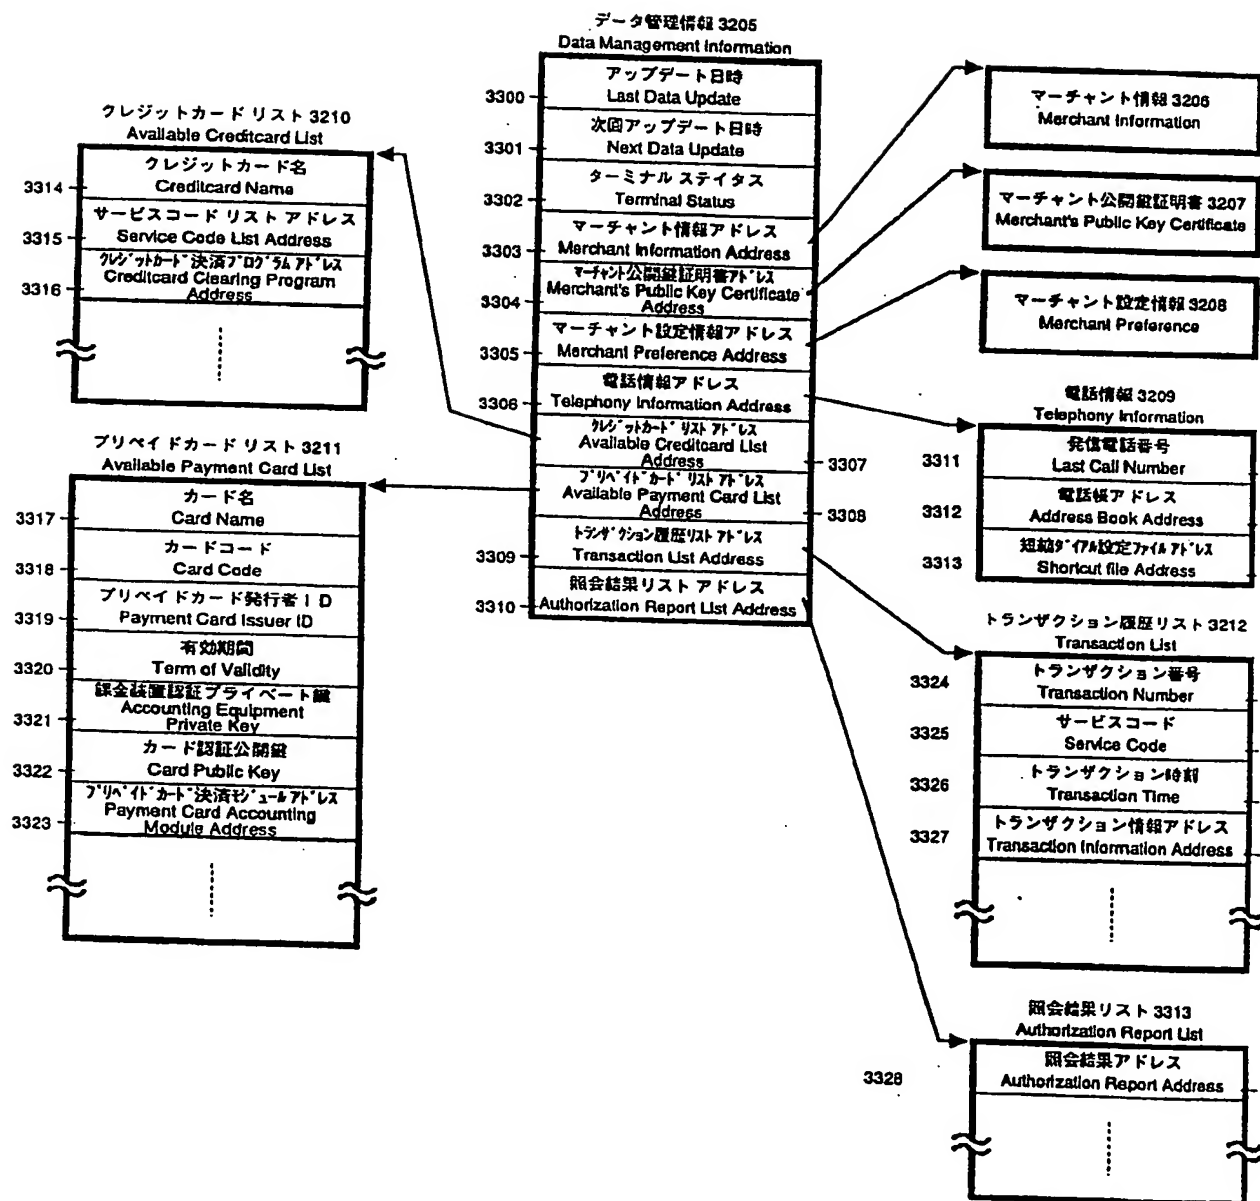 データ管理情報 3205
Data Management Information
アップデート日時
Last Data Update
3300
次回アップデート日時
Next Data Update
3301
ターミナル ステイタス
Terminal Status
3302
マーチャント情報アドレス
Merchant Information Address
3303
マーチャント公開鍵証明書アドレス
Merchant's Public Key Certificate
Address
3304
マーチャント設定情報アドレス
Merchant Preference Address
3305
電話情報アドレス
Telephony Information Address
3306
クレジットカード リスト アドレス
Available Creditcard List
Address
3307
プリペイドカード リスト アドレス
Available Payment Card List
Address
3308
トランザクション履歴リスト アドレス
Transaction List Address
3309
照会結果リスト アドレス
Authorization Report List Address
3310
クレジットカード リスト 3210
Available Creditcard List
クレジットカード名
Creditcard Name
3314
サービスコード リスト アドレス
Service Code List Address
3315
クレジットカード決済プログラム アドレス
Creditcard Clearing Program
Address
3316
プリペイドカード リスト 3211
Available Payment Card List
カード名
Card Name
3317
カードコード
Card Code
3318
プリペイドカード発行者ID
Payment Card Issuer ID
3319
有効期間
Term of Validity
3320
課金装置認証プライベート鍵
Accounting Equipment
Private Key
3321
カード認証公開鍵
Card Public Key
3322
プリペイドカード決済モジュールアドレス
Payment Card Accounting
Module Address
3323
マーチャント情報 3206
Merchant Information
マーチャント公開鍵証明書 3207
Merchant's Public Key Certificate
マーチャント設定情報 3208
Merchant Preference
電話情報 3209
Telephony Information
発信電話番号
Last Call Number
3311
電話帳アドレス
Address Book Address
3312
短縮ダイアル設定ファイル アドレス
Shortcut file Address
3313
トランザクション履歴リスト 3212
Transaction List
トランザクション番号
Transaction Number
3324
サービスコード
Service Code
3325
トランザクション時刻
Transaction Time
3326
トランザクション情報アドレス
Transaction Information Address
3327
照会結果リスト 3313
Authorization Report List
照会結果アドレス
Authorization Report Address
3328